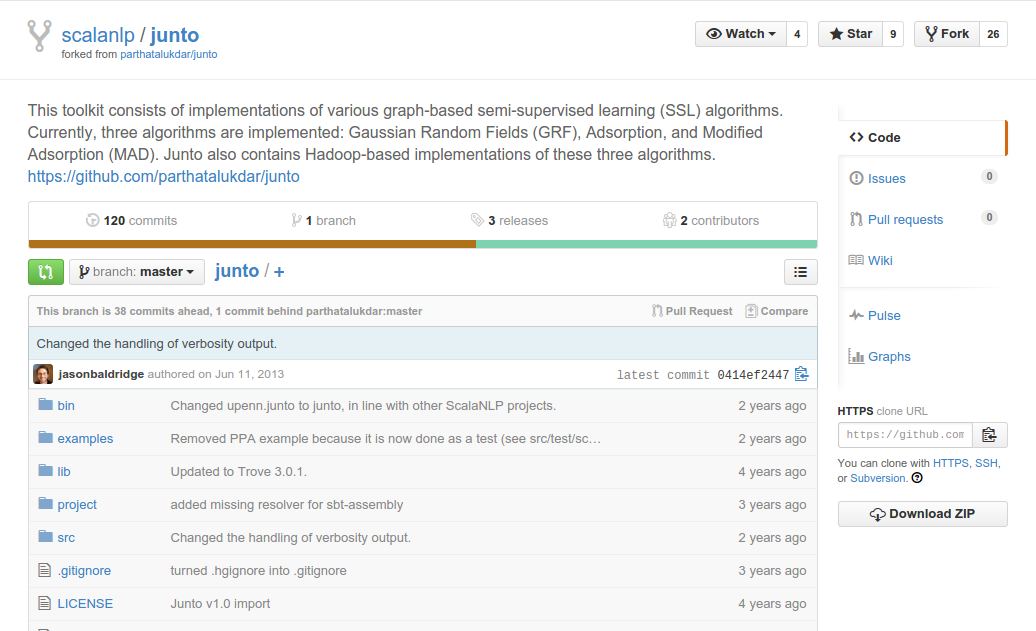 scalanlp / junto
forked from parthatalukdar/junto
Watch 4
Star 9
Fork 26
This toolkit consists of implementations of various graph-based semi-supervised learning (SSL) algorithms.
Currently, three algorithms are implemented: Gaussian Random Fields (GRF), Adsorption, and Modified
Adsorption (MAD). Junto also contains Hadoop-based implementations of these three algorithms.
https://github.com/parthatalukdar/junto
120 commits 1 branch 3 releases 2 contributors
branch: master junto / +
This branch is 38 commits ahead, 1 commit behind parthatalukdar:master Pull Request Compare
Changed the handling of verbosity output.
jasonbaldridge authored on Jun 11, 2013 latest commit 0414ef2447
bin Changed upenn.junto to junto, in line with other ScalaNLP projects. 2 years ago
examples Removed PPA example because it is now done as a test (see src/test/sc… 2 years ago
lib Updated to Trove 3.0.1. 4 years ago
project added missing resolver for sbt-assembly 3 years ago
src Changed the handling of verbosity output. 2 years ago
.gitignore turned .hgignore into .gitignore 3 years ago
LICENSE Junto v1.0 import 4 years ago
Code
Issues 0
Pull requests 0
Wiki
Pulse
Graphs
HTTPS clone URL
https://github.com
You can clone with HTTPS, SSH,
or Subversion.
Download ZIP